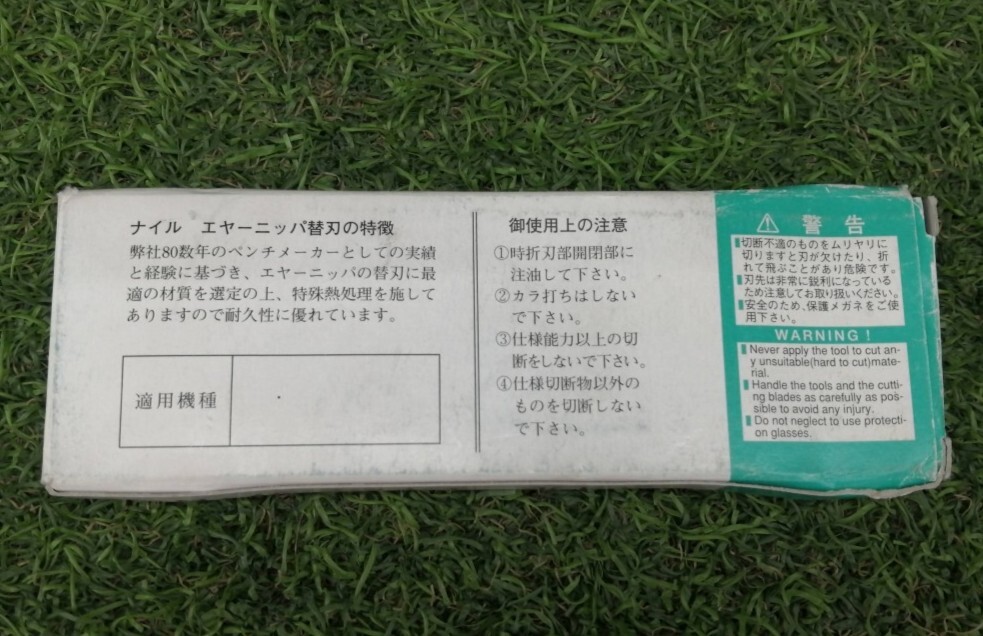 ナイル エヤーニッパ替刃の特徴
弊社80数年のペンチメーカーとしての実績
と経験に基づき、エヤーニッパの替刃に最
適の材質を選定の上、特殊熱処理を施して
ありますので耐久性に優れています。
適用機種
御使用上の注意
①時折刃部開閉部に
注油して下さい。
②カラ打ちはしない
で下さい。
③仕様能力以上の切
断をしないで下さい。
④仕様切断物以外の
ものを切断しない
で下さい。
⚠ 警告
切断不適のものをムリヤリに
切りますと刃が欠けたり、折
れて飛ぶことがあり危険です。
刃先は非常に鋭利になっている
ため注意してお取り扱いください。
安全のため、保護メガネをご使
用下さい。
WARNING!
Never apply the tool to cut an-
y unsuitable(hard to cut)mate-
rial.
Handle the tools and the cutti-
ng blades as carefully as pos-
sible to avoid any injury.
Do not neglect to use protecti-
on glasses.